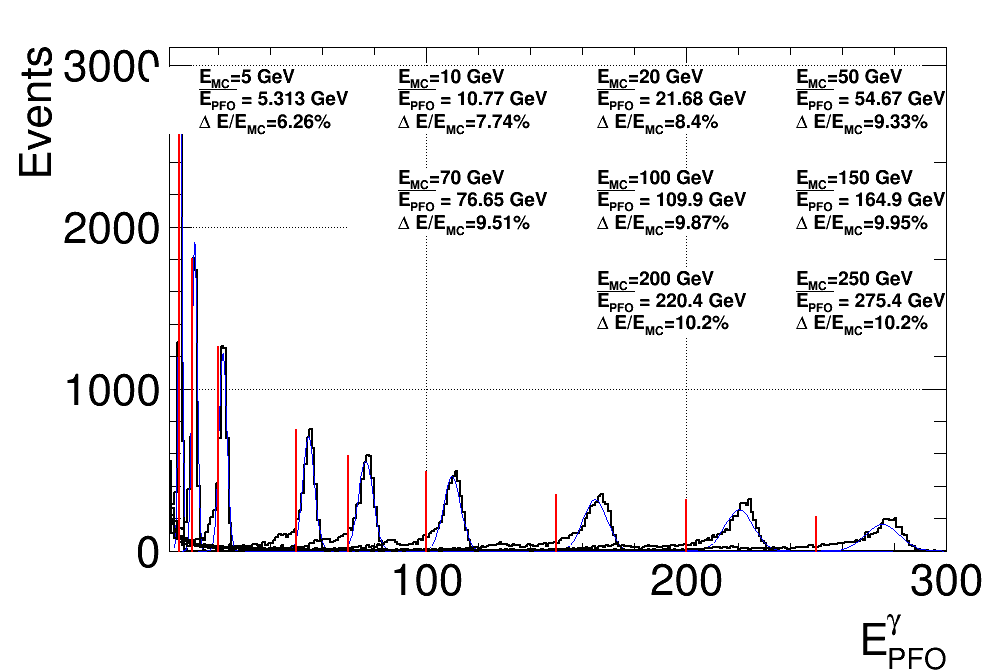 Events
3000
E_MC=5 GeV E_MC=10 GeV E_MC=20 GeV E_MC=50 GeV
E_PFO = 5.313 GeV E_PFO = 10.77 GeV E_PFO = 21.68 GeV E_PFO = 54.67 GeV
Δ E/E_MC=6.26% Δ E/E_MC=7.74% Δ E/E_MC=8.4% Δ E/E_MC=9.33%
E_MC=70 GeV E_MC=100 GeV E_MC=150 GeV
E_PFO = 76.65 GeV E_PFO = 109.9 GeV E_PFO = 164.9 GeV
Δ E/E_MC=9.51% Δ E/E_MC=9.87% Δ E/E_MC=9.95%
2000
E_MC=200 GeV E_MC=250 GeV
E_PFO = 220.4 GeV E_PFO = 275.4 GeV
Δ E/E_MC=10.2% Δ E/E_MC=10.2%
1000
0
100 200 300
E^γ_PFO